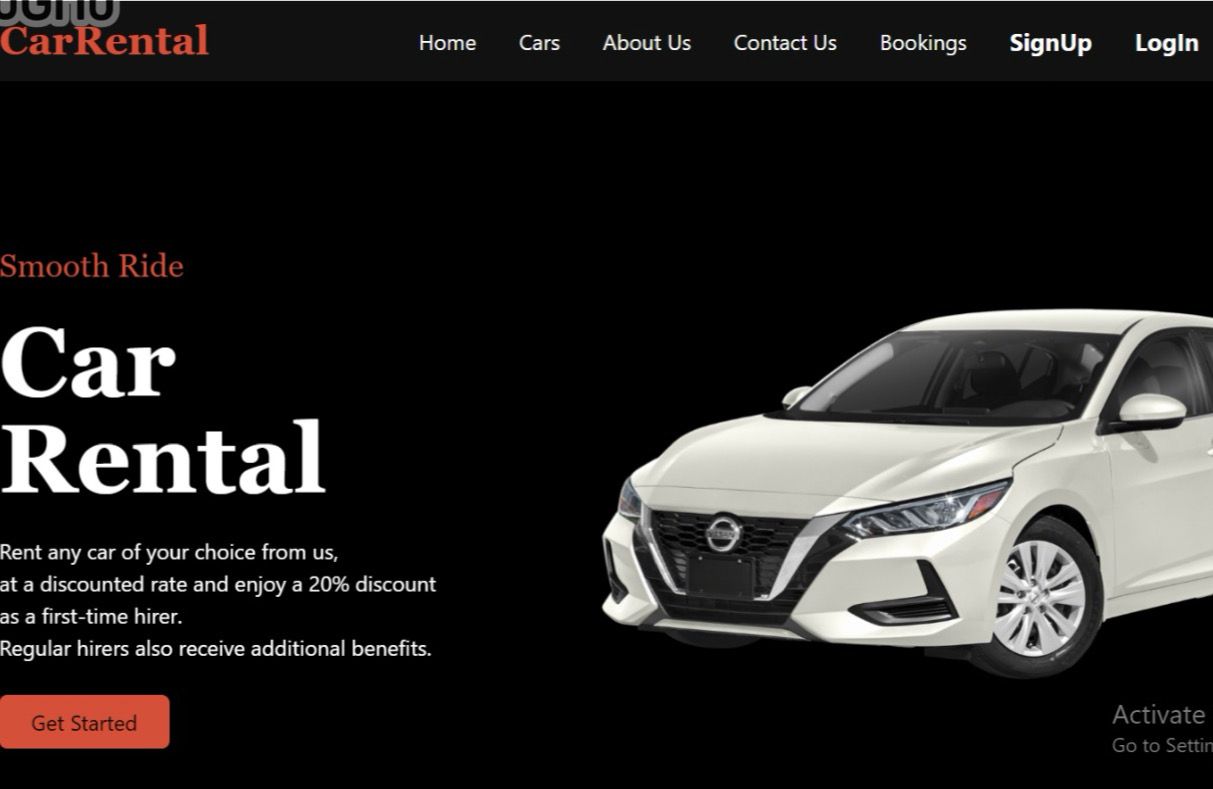 CarRental
Home Cars About Us Contact Us Bookings SignUp LogIn
Smooth Ride
Car
Rental
NISSAN
Rent any car of your choice from us,
at a discounted rate and enjoy a 20% discount
as a first-time hirer.
Regular hirers also receive additional benefits.
Get Started
Activate
Go to Settin